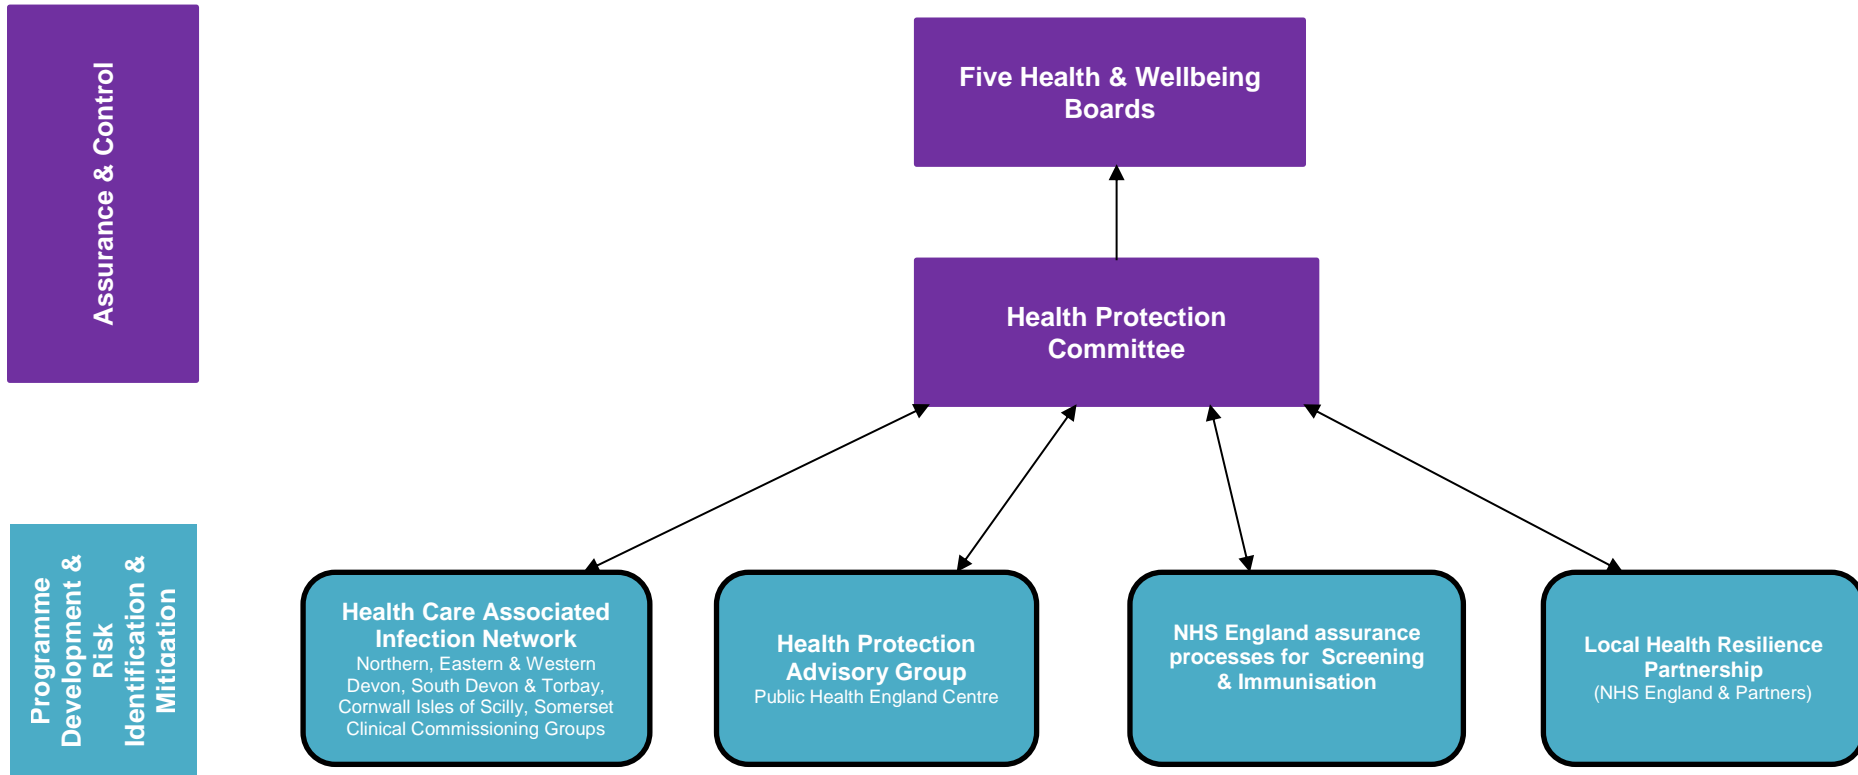 Assurance & Control
Five Health & Wellbeing
Boards
Health Protection
Committee
Programme
Development &
Risk
Identification &
Mitigation
Health Care Associated
Infection Network
Northern, Eastern & Western
Devon, South Devon & Torbay,
Cornwall Isles of Scilly, Somerset
Clinical Commissioning Groups
Health Protection
Advisory Group
Public Health England Centre
NHS England assurance
processes for  Screening
& Immunisation
Local Health Resilience
Partnership
(NHS England & Partners)